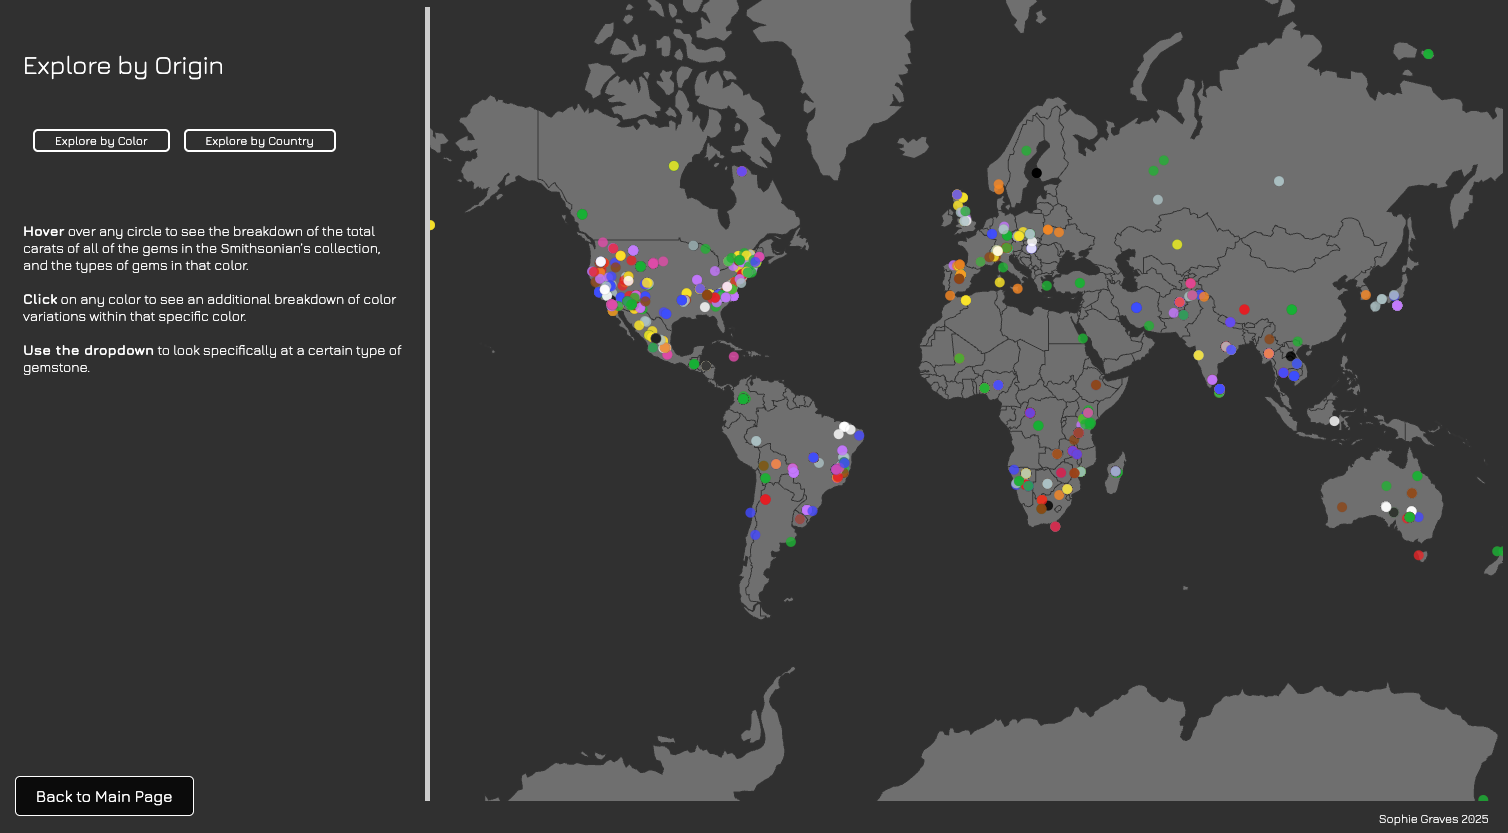 Explore by Origin
Explore by Color
Explore by Country
Hover over any circle to see the breakdown of the total
carats of all of the gems in the Smithsonian's collection,
and the types of gems in that color.
Click on any color to see an additional breakdown of color
variations within that specific color.
Use the dropdown to look specifically at a certain type of
gemstone.
Back to Main Page
Sophie Graves 2025